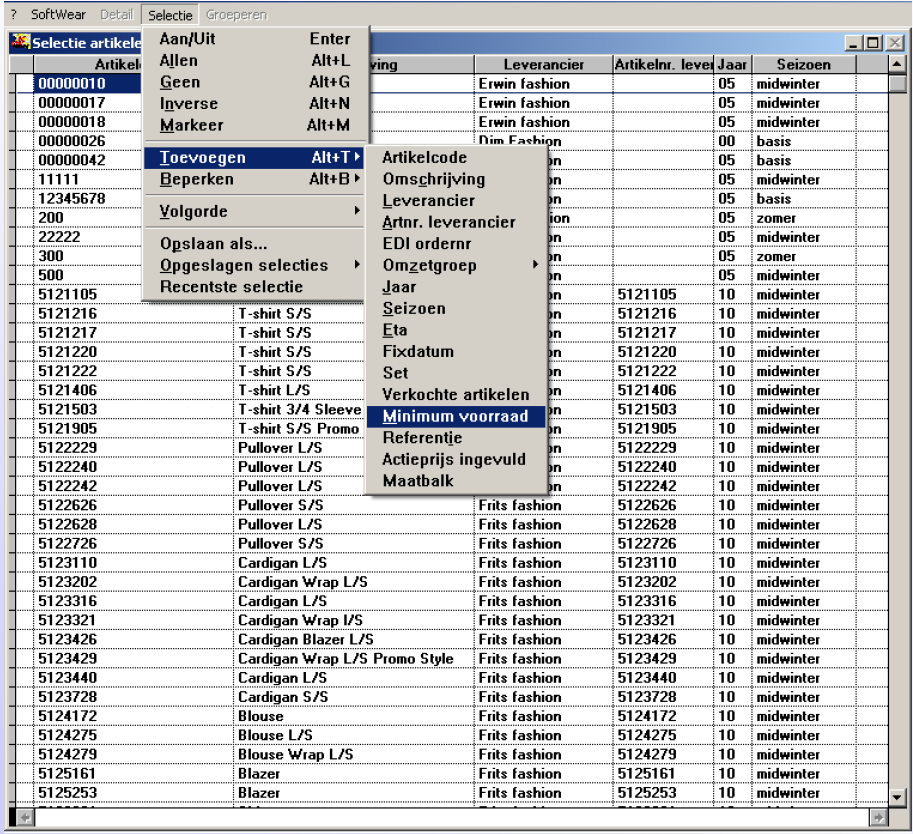 ? SoftWear Detail Selectie Groeperen
Selectie artikele
Aan/Uit Enter
Allen Alt+L
Geen Alt+G
Inverse Alt+N
Markeer Alt+M
Toevoegen Alt+T
Beperken Alt+B
Volgorde
Opslaan als...
Opgeslagen selecties
Recentste selectie
Artikelcode
Omschrijving
Leverancier
Artnr. leverancier
EDI ordernr
Omzetgroep
Jaar
Seizoen
Eta
Fixdatum
Set
Verkochte artikelen
Minimum voorraad
Referentie
Actieprijs ingevuld
Maatbalk
Artikel ving Leverancier Artikelnr. lever Jaar Seizoen
00000010 Erwin fashion 05 midwinter
00000017 Erwin fashion 05 midwinter
00000018 Erwin fashion 05 midwinter
00000026 Dim Fashion 00 basis
00000042 05 basis
11111 05 midwinter
12345678 05 basis
200 05 zomer
22222 05 midwinter
300 05 zomer
500 05 midwinter
5121105 5121105 10 midwinter
5121216 T-shirt S/S 5121216 10 midwinter
5121217 T-shirt S/S 5121217 10 midwinter
5121220 T-shirt S/S 5121220 10 midwinter
5121222 T-shirt S/S 5121222 10 midwinter
5121406 T-shirt L/S 5121406 10 midwinter
5121503 T-shirt 3/4 Sleeve 5121503 10 midwinter
5121905 T-shirt S/S Promo 5121905 10 midwinter
5122229 Pullover L/S 5122229 10 midwinter
5122240 Pullover L/S 5122240 10 midwinter
5122242 Pullover L/S 5122242 10 midwinter
5122626 Pullover S/S Frits fashion 5122626 10 midwinter
5122628 Pullover L/S Frits fashion 5122628 10 midwinter
5122726 Pullover S/S Frits fashion 5122726 10 midwinter
5123110 Cardigan L/S Frits fashion 5123110 10 midwinter
5123202 Cardigan Wrap L/S Frits fashion 5123202 10 midwinter
5123316 Cardigan L/S Frits fashion 5123316 10 midwinter
5123321 Cardigan Wrap l/S Frits fashion 5123321 10 midwinter
5123426 Cardigan Blazer L/S Frits fashion 5123426 10 midwinter
5123429 Cardigan Wrap L/S Promo Style Frits fashion 5123429 10 midwinter
5123440 Cardigan L/S Frits fashion 5123440 10 midwinter
5123728 Cardigan S/S Frits fashion 5123728 10 midwinter
5124172 Blouse Frits fashion 5124172 10 midwinter
5124275 Blouse L/S Frits fashion 5124275 10 midwinter
5124279 Blouse Wrap L/S Frits fashion 5124279 10 midwinter
5125161 Blazer Frits fashion 5125161 10 midwinter
5125253 Blazer Frits fashion 5125253 10 midwinter